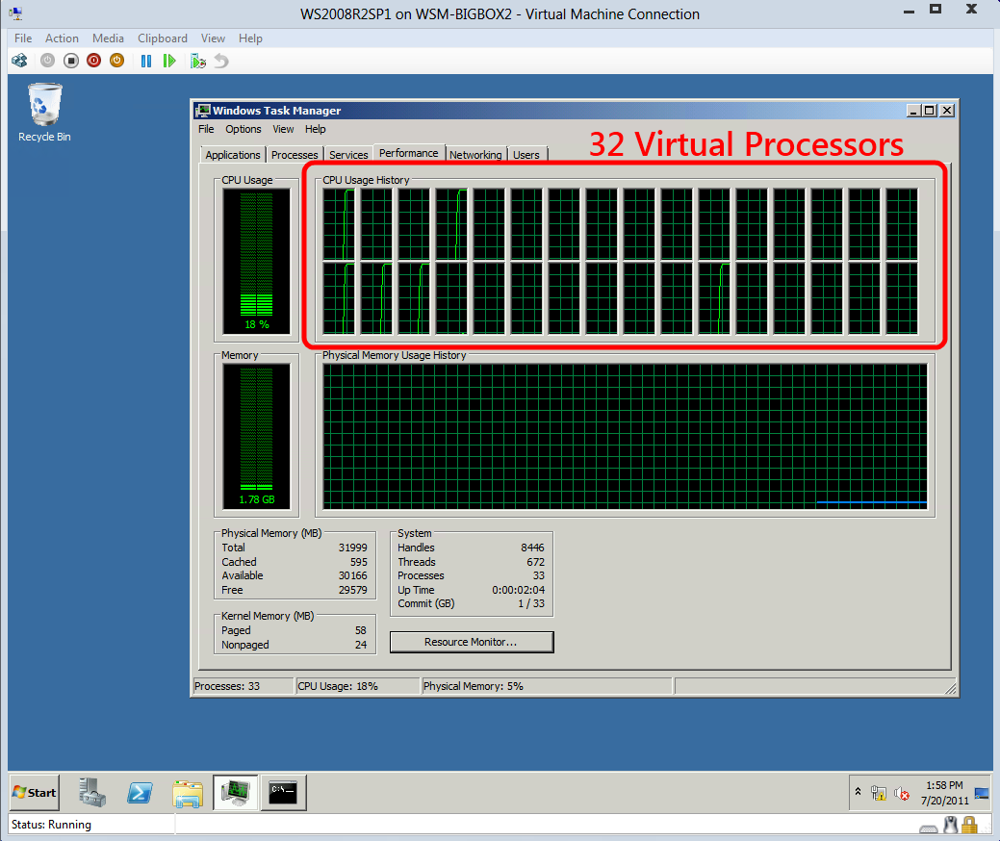 WS2008R2SP1 on WSM-BIGBOX2 - Virtual Machine Connection
File Action Media Clipboard View Help
Recycle Bin
Windows Task Manager
File Options View Help
32 Virtual Processors
Applications Processes Services Performance Networking Users
CPU Usage
CPU Usage History
18 %
Memory
Physical Memory Usage History
1.78 GB
Physical Memory (MB)
Total 31999
Cached 595
Available 30166
Free 29579
System
Handles 8446
Threads 672
Processes 33
Up Time 0:00:02:04
Commit (GB) 1 / 33
Kernel Memory (MB)
Paged 58
Nonpaged 24
Resource Monitor...
Processes: 33 CPU Usage: 18% Physical Memory: 5%
Start
C:\_
1:58 PM
7/20/2011
Status: Running